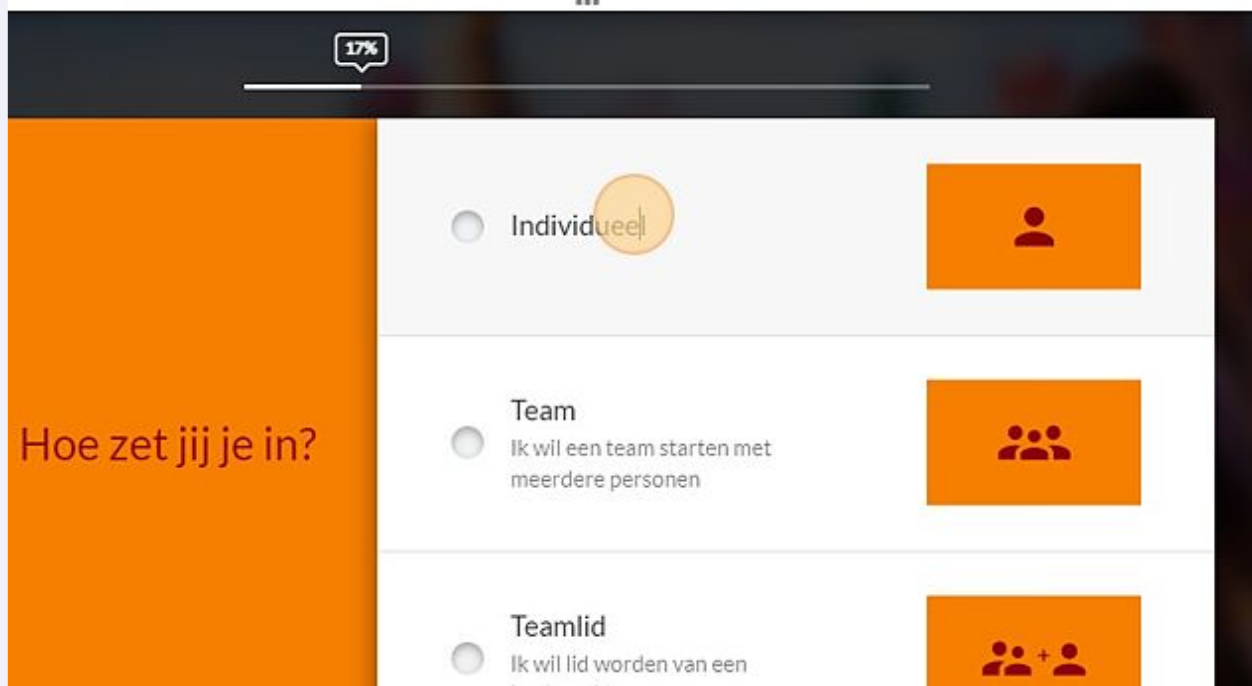 17%
Individueel
Hoe zet jij je in?
Team
Ik wil een team starten met
meerdere personen
Teamlid
Ik wil lid worden van een